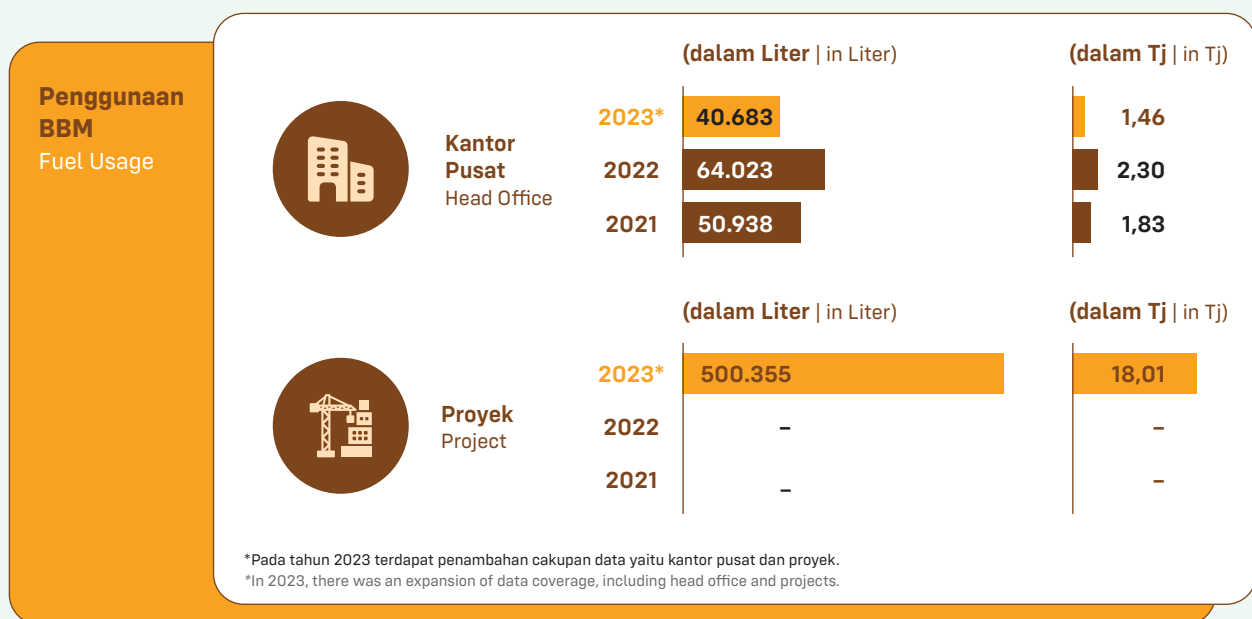 Penggunaan
BBM
Fuel Usage
(dalam Liter | in Liter)
(dalam Tj | in Tj)
Kantor
Pusat
Head Office
2023*
40.683
1,46
2022
64.023
2,30
2021
50.938
1,83
(dalam Liter | in Liter)
(dalam Tj | in Tj)
Proyek
Project
2023*
500.355
18,01
2022
–
–
2021
–
–
*Pada tahun 2023 terdapat penambahan cakupan data yaitu kantor pusat dan proyek.
*In 2023, there was an expansion of data coverage, including head office and projects.